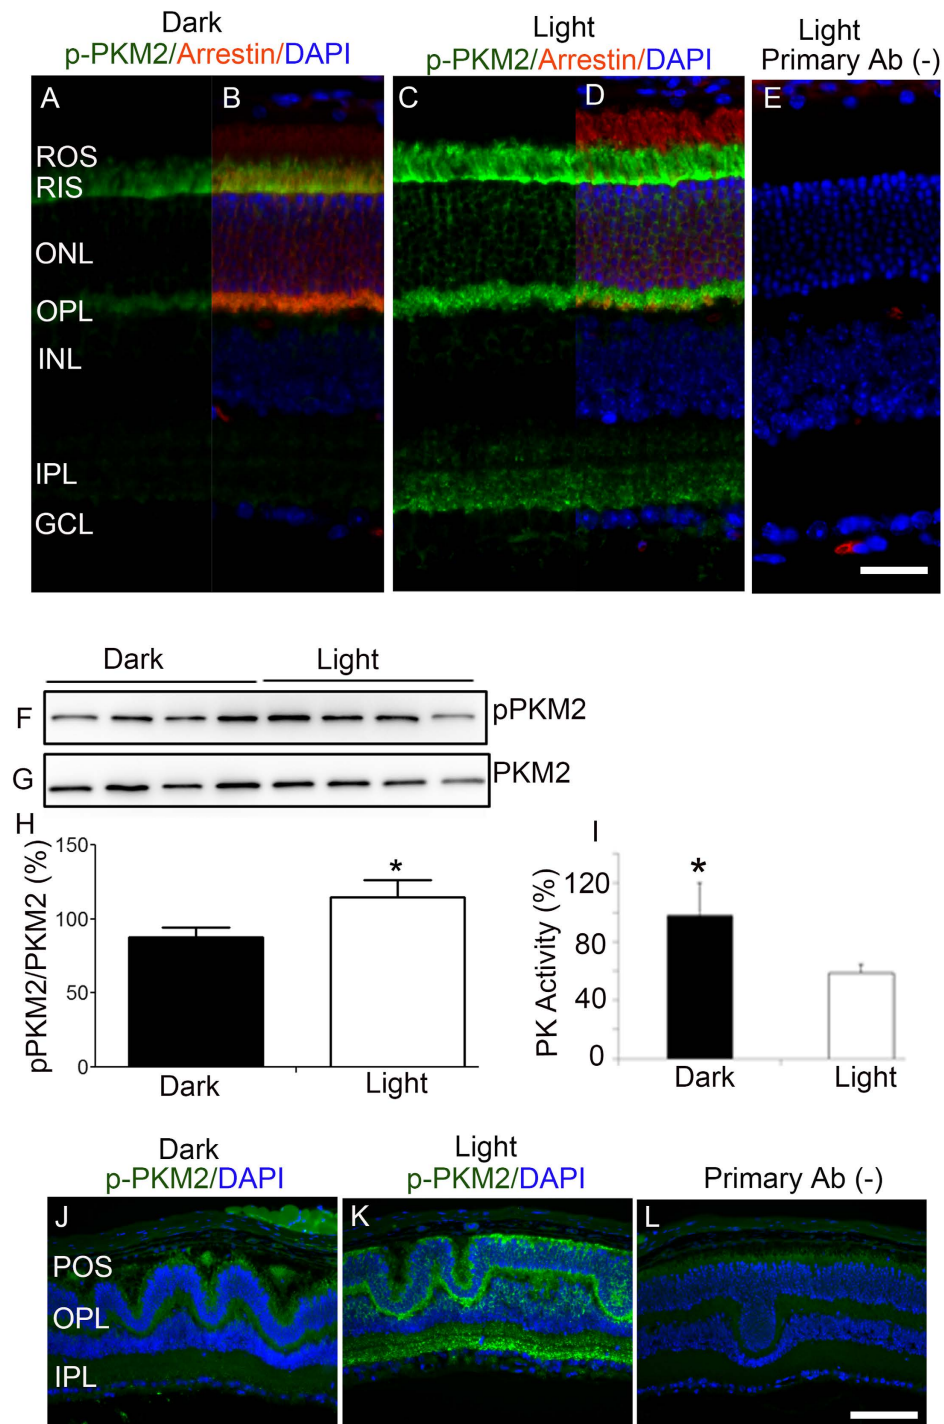 Dark
p-PKM2/Arrestin/DAPI
Light
p-PKM2/Arrestin/DAPI
Light
Primary Ab (-)
A
B
C
D
E
ROS
RIS
ONL
OPL
INL
IPL
GCL
Dark
Light
F
pPKM2
G
PKM2
H
pPKM2/PKM2 (%)
150
100
50
0
*
Dark
Light
I
PK Activity (%)
120
80
40
0
*
Dark
Light
Dark
p-PKM2/DAPI
Light
p-PKM2/DAPI
Primary Ab (-)
J
K
L
POS
OPL
IPL